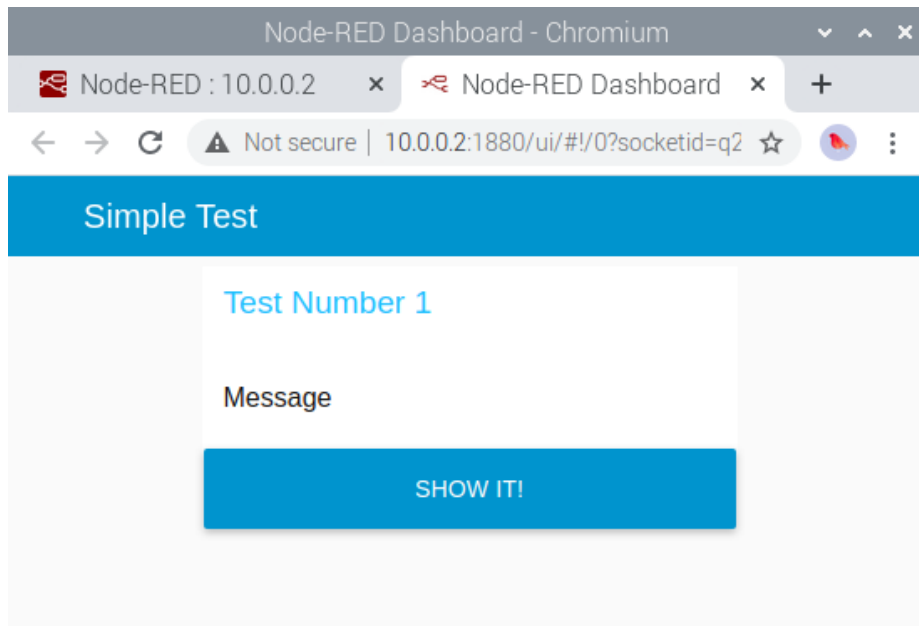 Node-RED Dashboard - Chromium
Node-RED : 10.0.0.2
Node-RED Dashboard
Not secure | 10.0.0.2:1880/ui/#!/0?socketid=q2
Simple Test
Test Number 1
Message
SHOW IT!